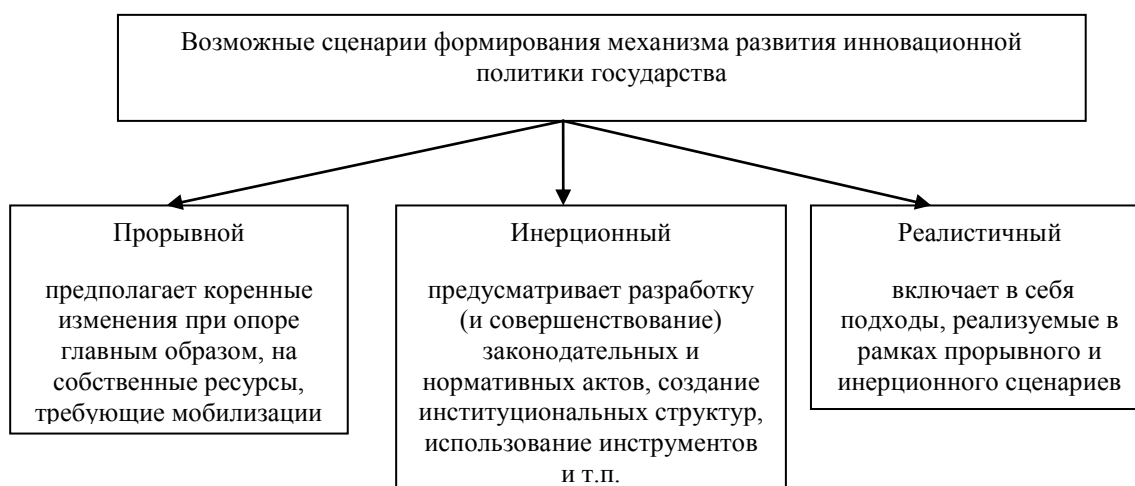 Возможные сценарии формирования механизма развития инновационной
политики государства
Прорывной
предполагает коренные
изменения при опоре
главным образом, на
собственные ресурсы,
требующие мобилизации
Инерционный
предусматривает разработку
(и совершенствование)
законодательных и
нормативных актов, создание
институциональных структур,
использование инструментов
и т.п.
Реалистичный
включает в себя
подходы, реализуемые в
рамках прорывного и
инерционного сценариев